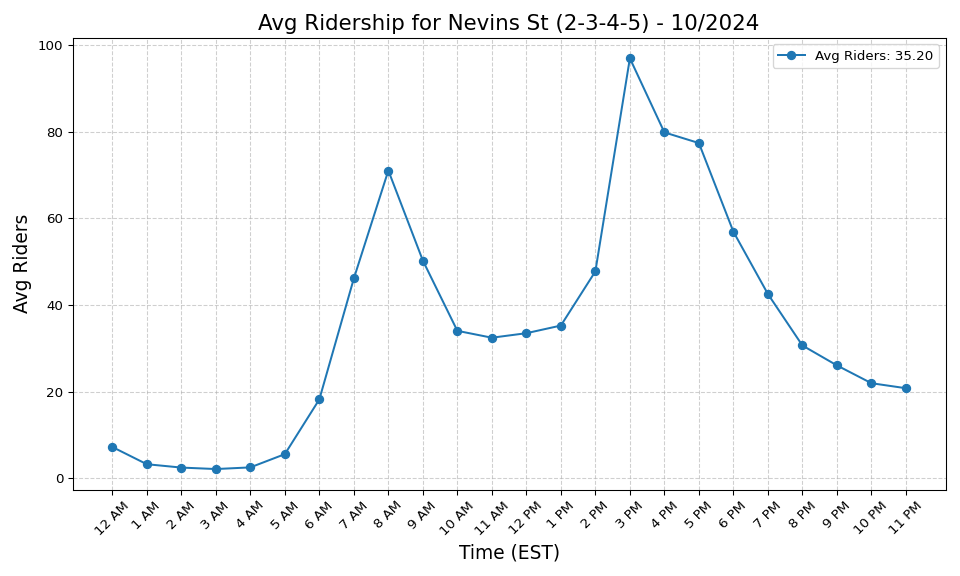 Avg Ridership for Nevins St (2-3-4-5) - 10/2024
Avg Riders: 35.20
Avg Riders
100
80
60
40
20
0
12 AM
1 AM
2 AM
3 AM
4 AM
5 AM
6 AM
7 AM
8 AM
9 AM
10 AM
11 AM
12 PM
1 PM
2 PM
3 PM
4 PM
5 PM
6 PM
7 PM
8 PM
9 PM
10 PM
11 PM
Time (EST)